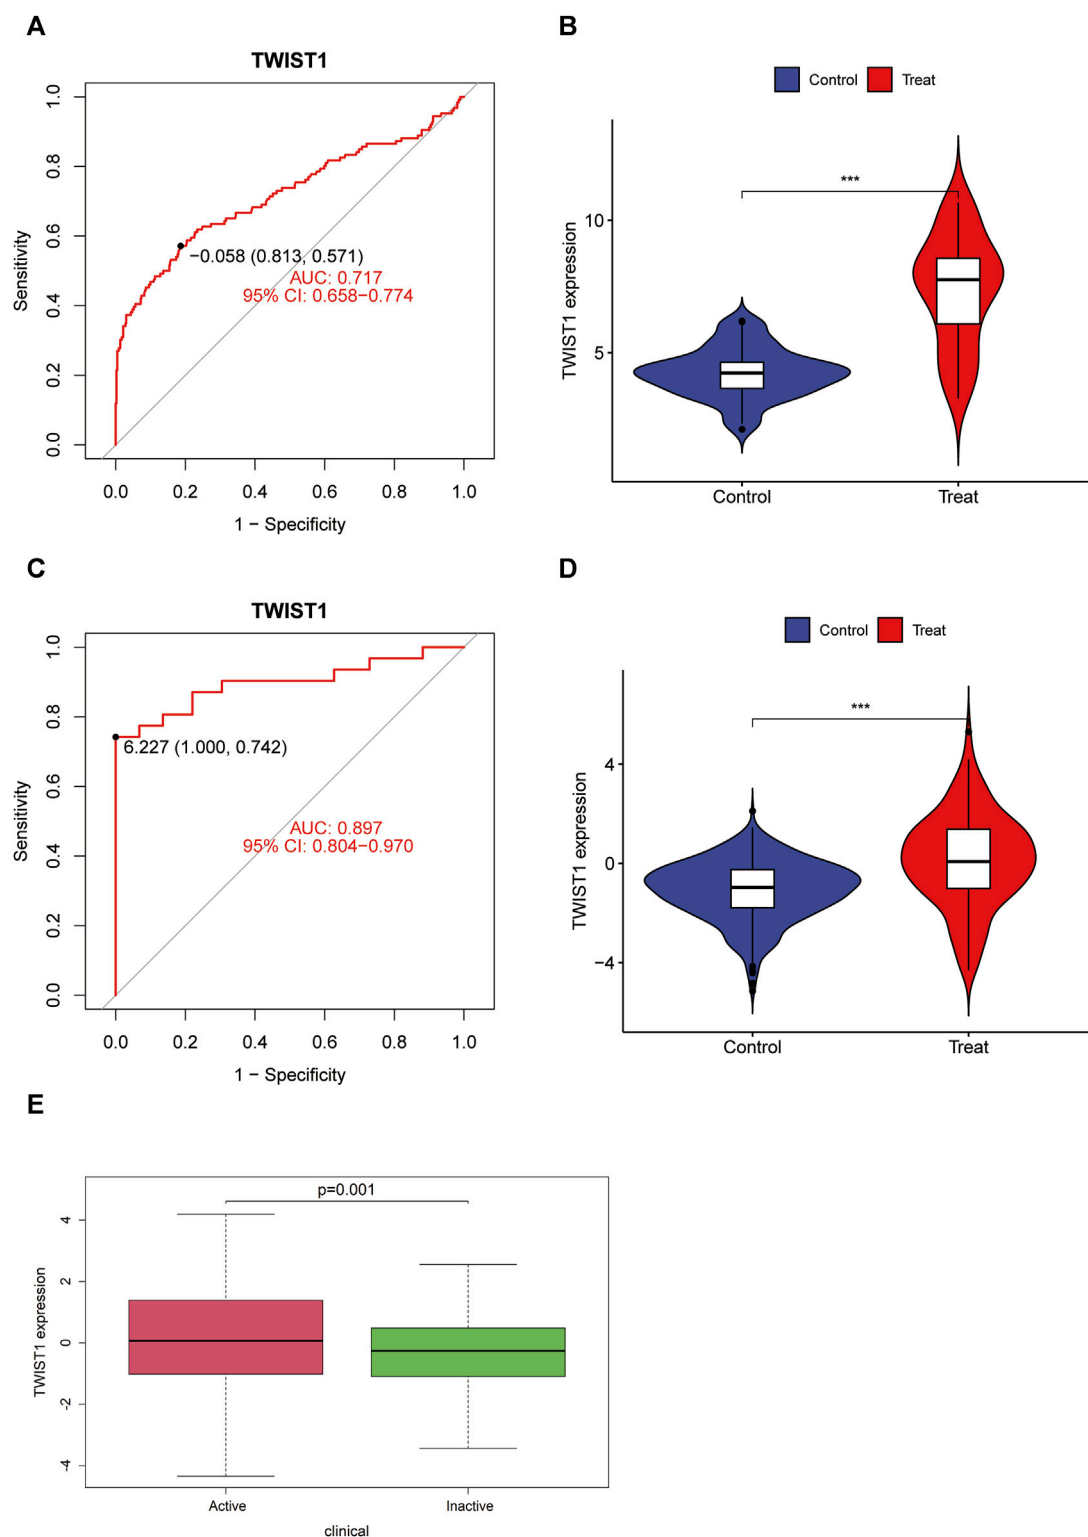 A
TWIST1
1.0
0.8
0.6
0.4
0.2
0.0
Sensitivity
−0.058 (0.813, 0.571)
AUC: 0.717
95% CI: 0.658−0.774
0.0 0.2 0.4 0.6 0.8 1.0
1 − Specificity
B
Control Treat
***
10
5
TWIST1 expression
Control Treat
C
TWIST1
1.0
0.8
0.6
0.4
0.2
0.0
Sensitivity
6.227 (1.000, 0.742)
AUC: 0.897
95% CI: 0.804−0.970
0.0 0.2 0.4 0.6 0.8 1.0
1 − Specificity
D
Control Treat
***
4
0
−4
TWIST1 expression
Control Treat
E
p=0.001
4
2
0
-2
-4
TWIST1 expression
Active Inactive
clinical